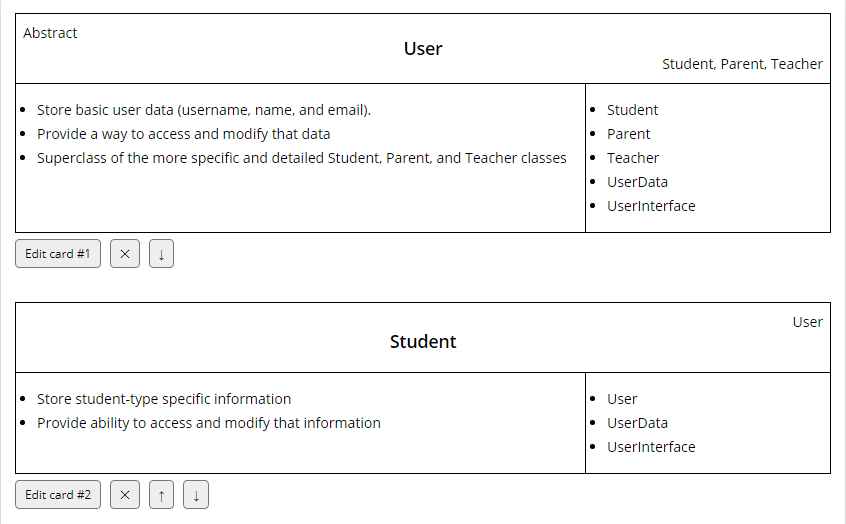 Abstract
User
Student, Parent, Teacher
Store basic user data (username, name, and email).
Provide a way to access and modify that data
Superclass of the more specific and detailed Student, Parent, and Teacher classes
Student
Parent
Teacher
UserData
UserInterface
Edit card #1 × ↓
User
Student
Store student-type specific information
Provide ability to access and modify that information
User
UserData
UserInterface
Edit card #2 × ↑ ↓